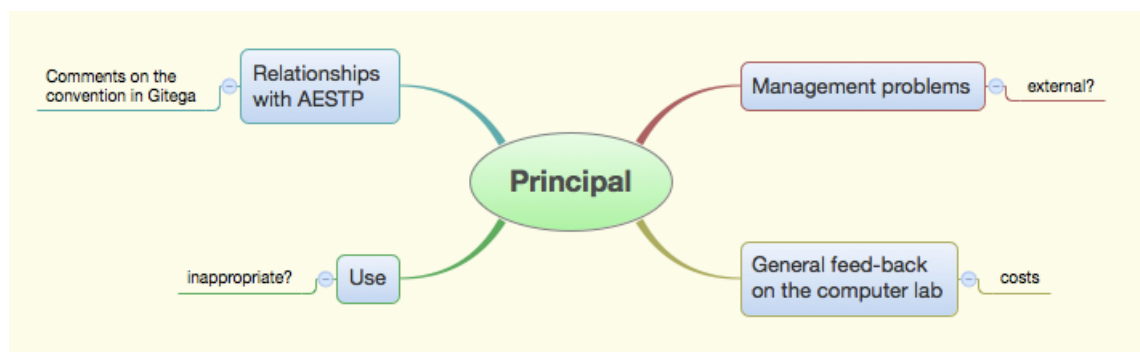 Comments on the
convention in Gitega
Relationships
with AESTP
Management problems
external?
Principal
inappropriate?
Use
General feed-back
on the computer lab
costs